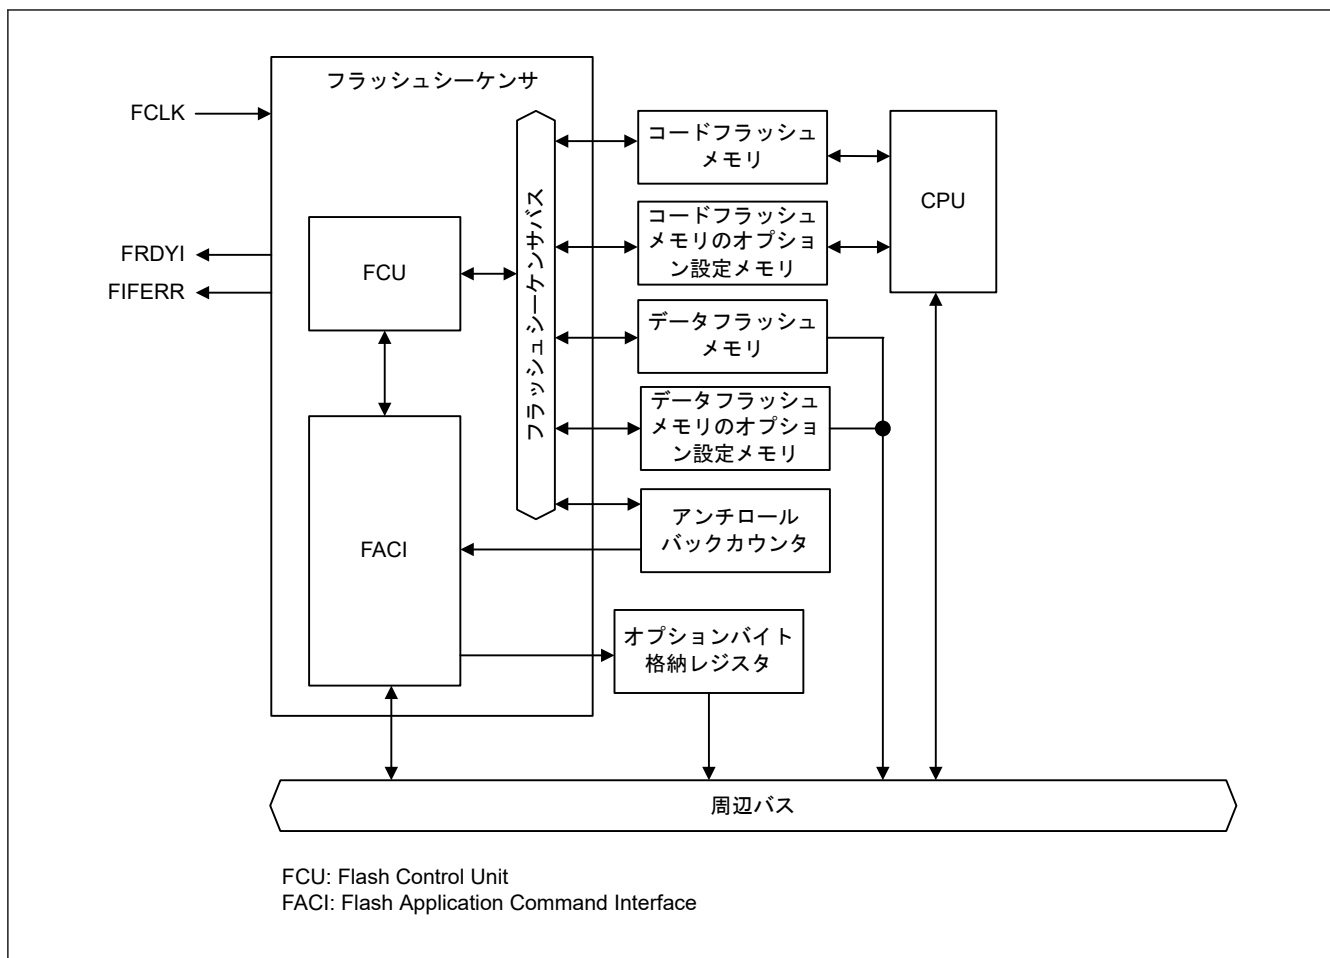 フラッシュシーケンサ
FCLK
FRDYI
FIFERR
FCU
FACI
フラッシュシーケンサバス
コードフラッシュ
メモリ
コードフラッシュ
メモリのオプショ
ン設定メモリ
データフラッシュ
メモリ
データフラッシュ
メモリのオプショ
ン設定メモリ
アンチロール
バックカウンタ
オプションバイト
格納レジスタ
CPU
周辺バス
FCU: Flash Control Unit
FACI: Flash Application Command Interface